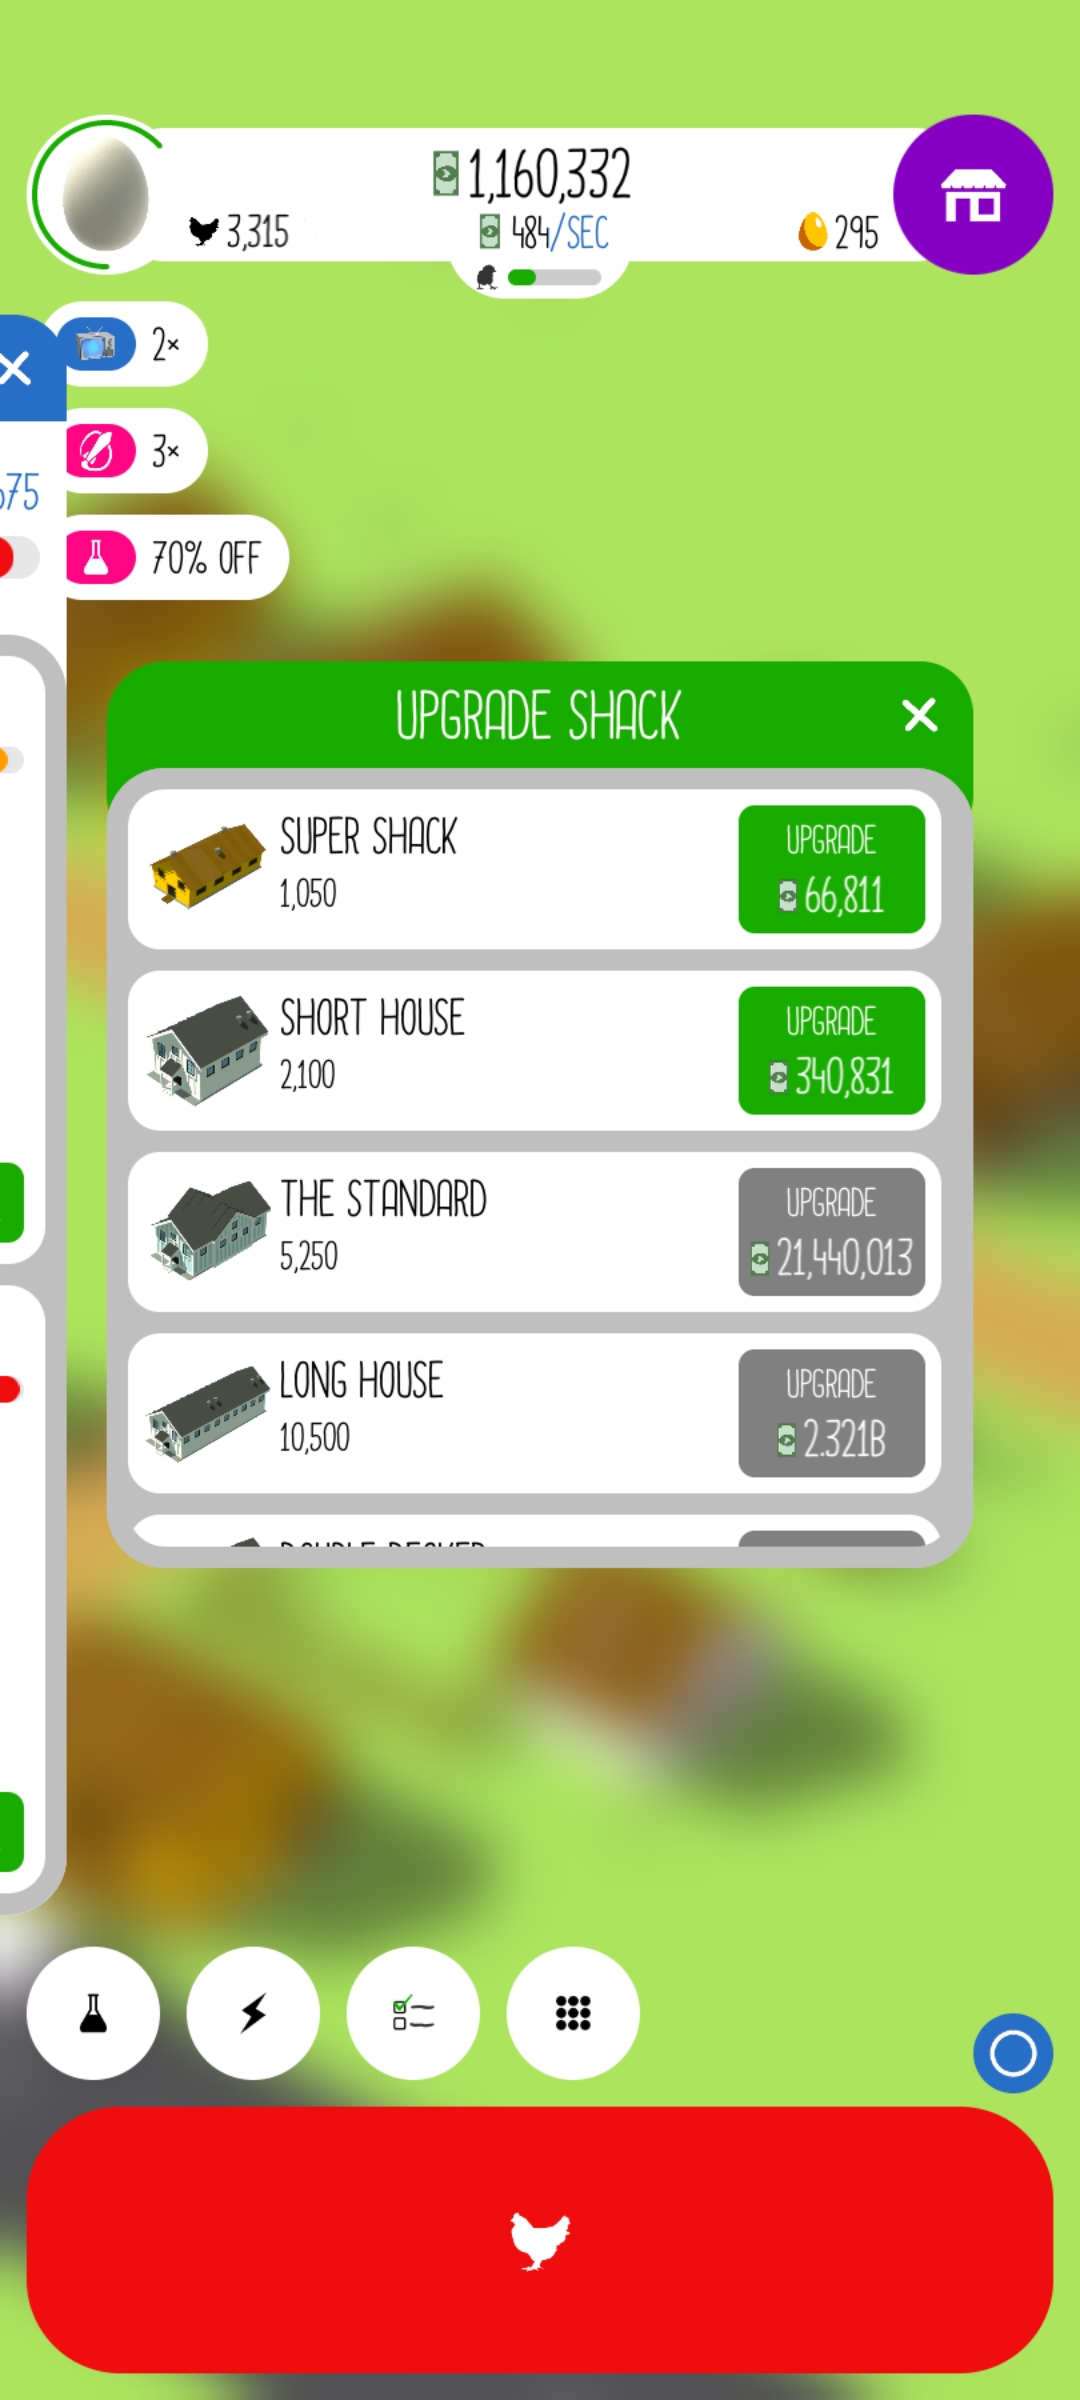 1,160,332
3,315
484/SEC
295
2×
3×
70% OFF
UPGRADE SHACK
SUPER SHACK
1,050
UPGRADE
66,811
SHORT HOUSE
2,100
UPGRADE
340,831
THE STANDARD
5,250
UPGRADE
21,440,013
LONG HOUSE
10,500
UPGRADE
2.321B